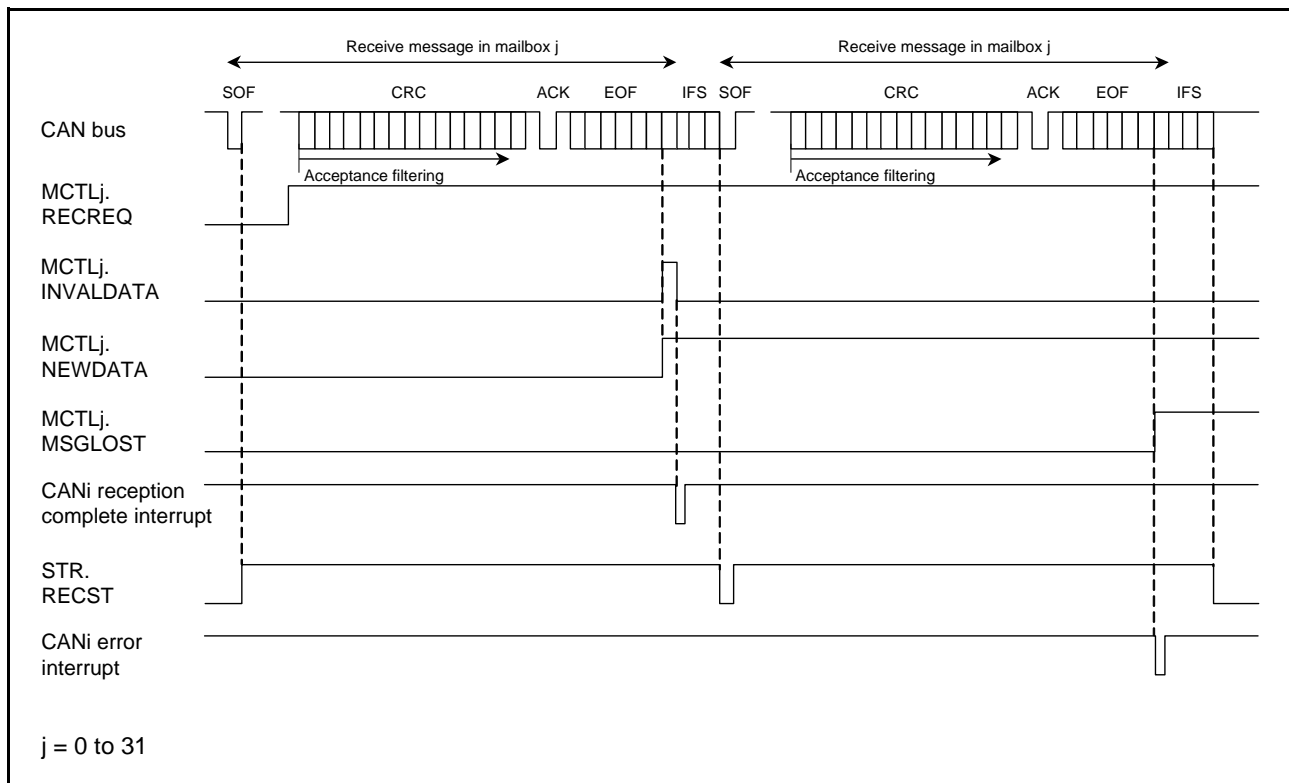 Receive message in mailbox j
Receive message in mailbox j
SOF
CRC
ACK
EOF
IFS
SOF
CRC
ACK
EOF
IFS
CAN bus
Acceptance filtering
Acceptance filtering
MCTLj.
RECREQ
MCTLj.
INVALDATA
MCTLj.
NEWDATA
MCTLj.
MSGLOST
CANi reception
complete interrupt
STR.
RECST
CANi error
interrupt
j = 0 to 31